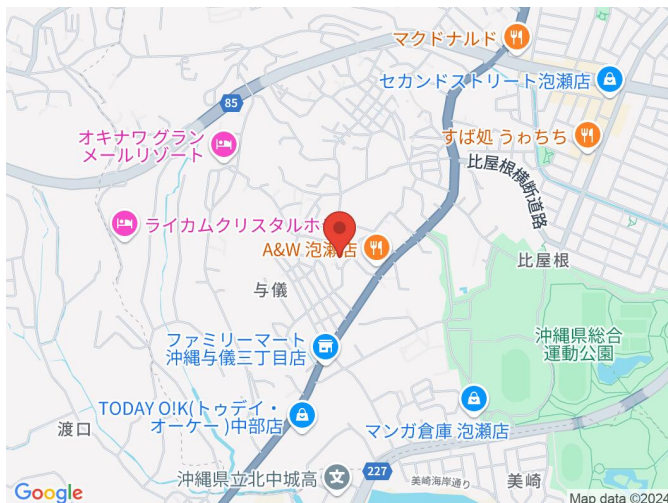 マクドナルド
セカンドストリート泡瀬店
85
オキナワ グラン
メールリゾート
すば処 うゎちち
比屋根横断道路
ライカムクリスタルホ
A&W 泡瀬店
比屋根
与儀
沖縄県総合
運動公園
ファミリーマート
沖縄与儀三丁目店
TODAY O!K(トゥデイ・
オーケー )中部店
マンガ倉庫 泡瀬店
渡口
沖縄県立北中城高
227
美崎海岸通り
美崎
Google
Map data ©2024